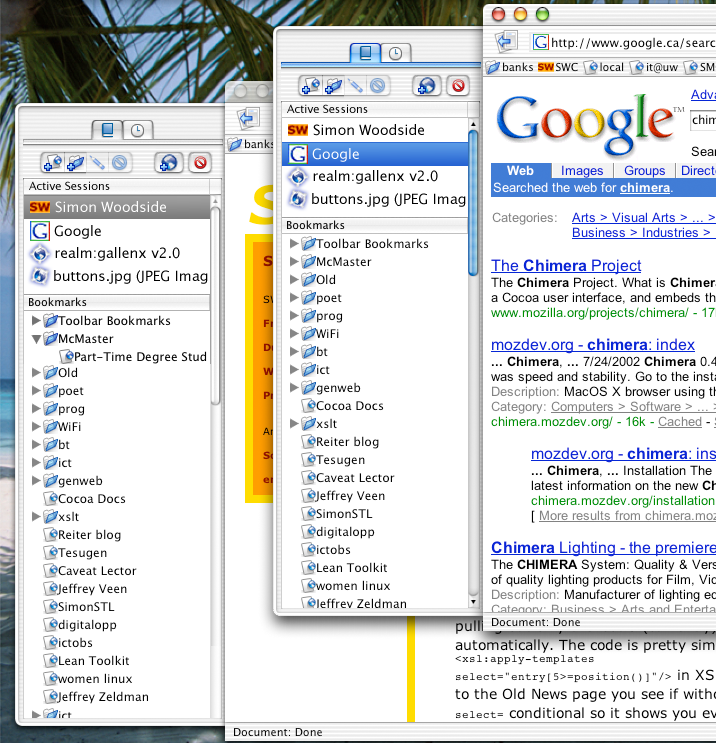 Active Sessions
SW Simon Woodside
G Google
realm:gallenx v2.0
buttons.jpg (JPEG Imag
Bookmarks
Toolbar Bookmarks
McMaster
Part-Time Degree Stud
Old
poet
prog
WiFi
bt
ict
genweb
Cocoa Docs
xslt
Reiter blog
Tesugen
Caveat Lector
Jeffrey Veen
SimonSTL
digitalopp
ictobs
Lean Toolkit
women linux
Jeffrey Zeldman
ict
banks
Document: Done
Active Sessions
SW Simon Woodside
G Google
realm:gallenx v2.0
buttons.jpg (JPEG Imag
Bookmarks
Toolbar Bookmarks
McMaster
Old
poet
prog
WiFi
bt
ict
genweb
Cocoa Docs
xslt
Reiter blog
Tesugen
Caveat Lector
Jeffrey Veen
SimonSTL
digitalopp
ictobs
Lean Toolkit
women linux
Jeffrey Zeldman
G http://www.google.ca/searc
banks SW SWC local it@uw SM
Google TM
Adva
chim
Sear
Web Images Groups Direct
Searched the web for chimera.
Categories: Arts > Visual Arts > ... >
Business > Industries >
The Chimera Project
The Chimera Project. What is Chimer
a Cocoa user interface, and embeds th
www.mozilla.org/projects/chimera/ - 17
mozdev.org - chimera: index
... Chimera, ... 7/24/2002 Chimera 0.4
was speed and stability. Go to the insta
Description: MacOS X browser using th
Category: Computers > Software > ... >
chimera.mozdev.org/ - 16k - Cached - S
mozdev.org - chimera: ins
... Chimera, ... Installation The
latest information on the new Ch
chimera.mozdev.org/installation
[ More results from chimera.moz
Chimera Lighting - the premiere
The CHIMERA System: Quality & Vers
of quality lighting products for Film, Vid
Description: Manufacturer of lighting eq
Category: Business > Arts and Enterta
Document: Done
automatically. The code is pretty sim
<xsl:apply-templates
select="entry[5>=position()]"/> in XS
to the Old News page you see if witho
select= conditional so it shows you ev